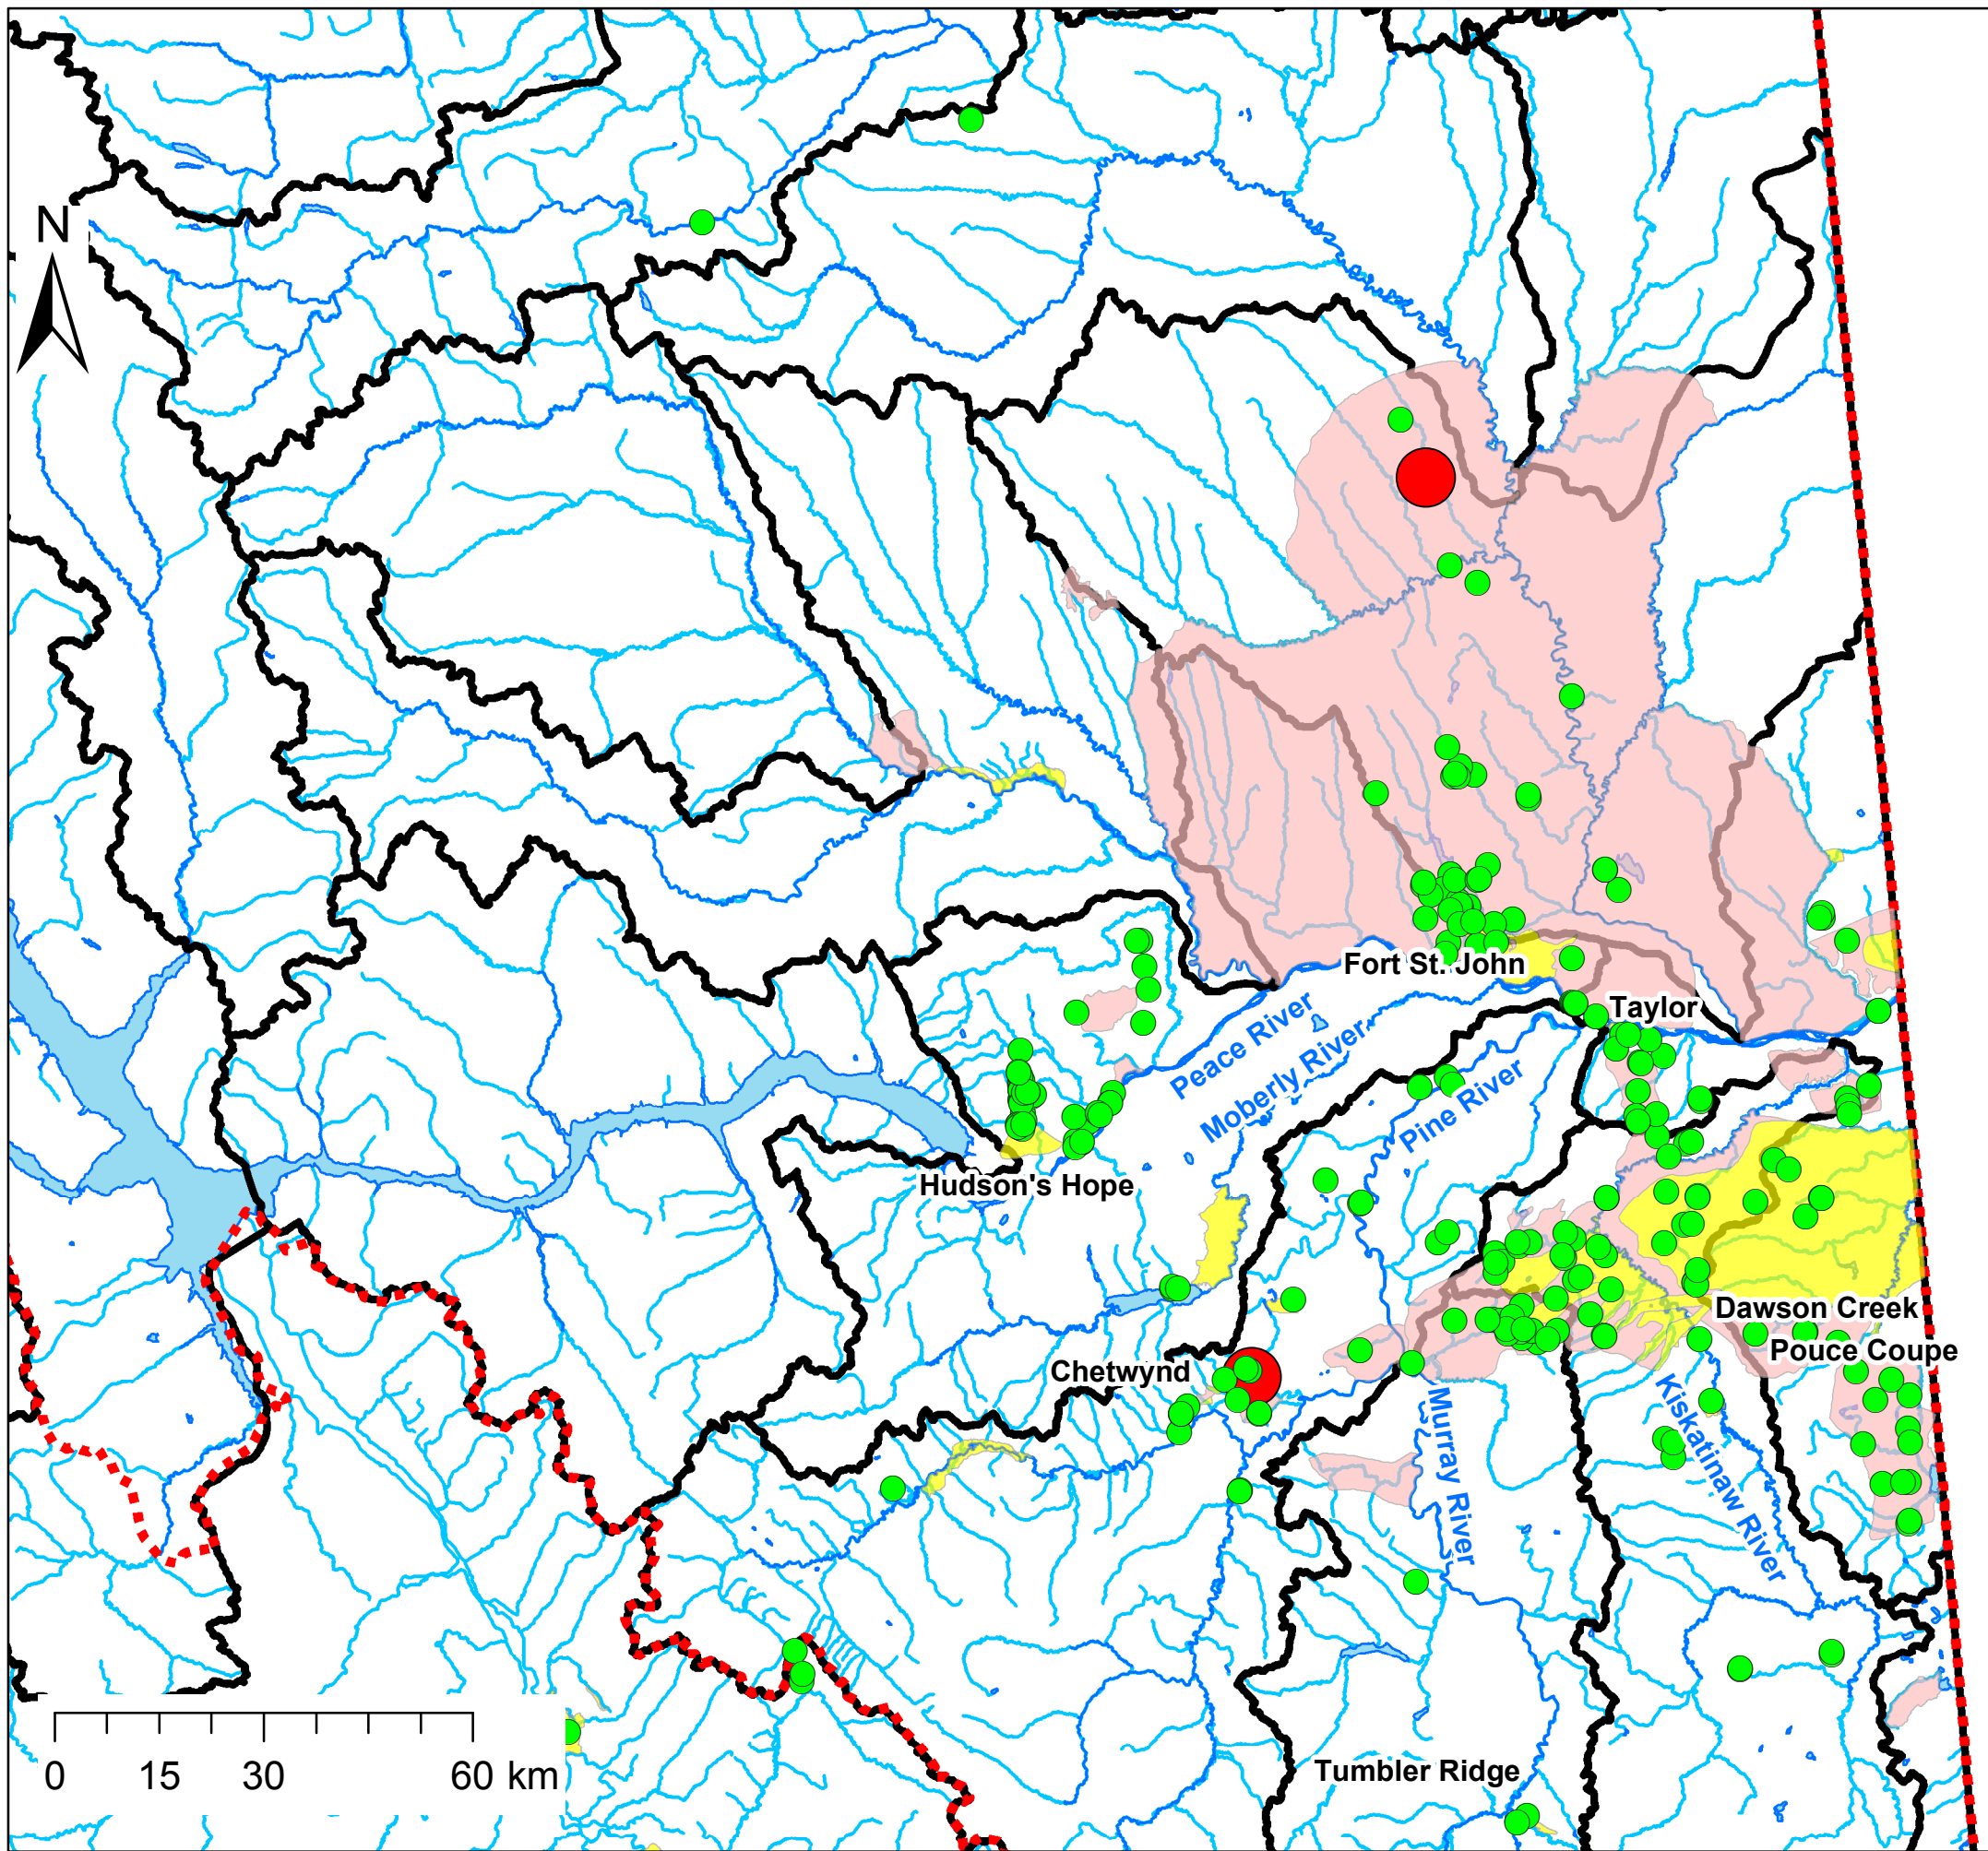 N
Fort St. John
Taylor
Peace River
Moberly River
Pine River
Hudson's Hope
Dawson Creek
Pouce Coupe
Chetwynd
Murray River
Kiskatinaw River
Tumbler Ridge
0 15 30 60 km